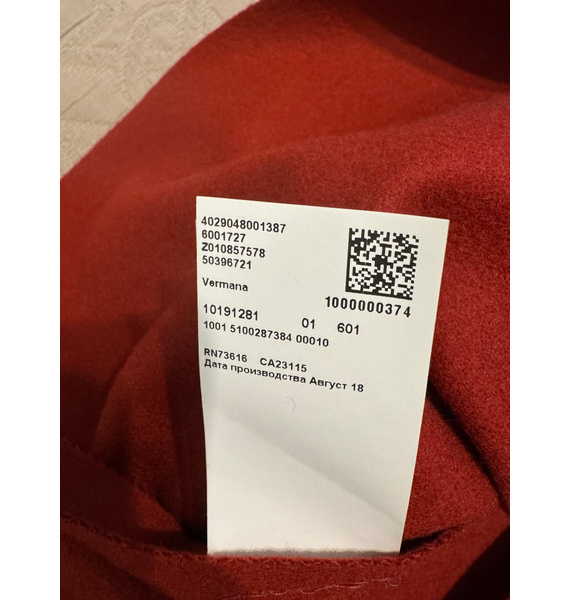 4029048001387
6001727
Z010857578
50396721
Vermana
1000000374
10191281 01 601
1001 5100287384 00010
RN73616 CA23115
Дата производства Август 18